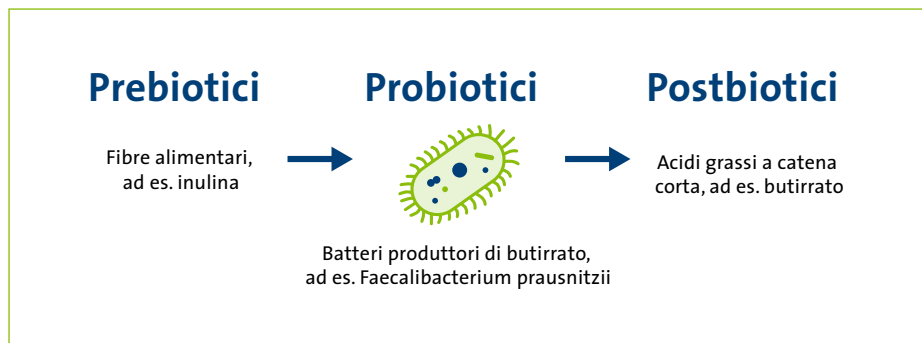 Prebiotici
Probiotici
Postbiotici
Fibre alimentari,
ad es. inulina
Batteri produttori di butirrato,
ad es. Faecalibacterium prausnitzii
Acidi grassi a catena
corta, ad es. butirrato